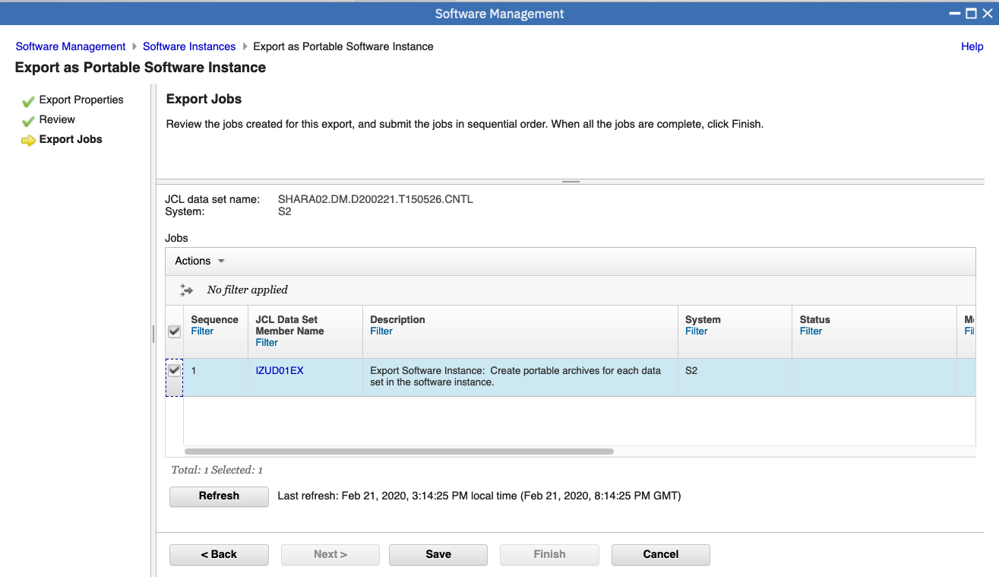 Software Management
Software Management Software Instances Export as Portable Software Instance
Help
Export as Portable Software Instance
Export Properties
Review
Export Jobs
Export Jobs
Review the jobs created for this export, and submit the jobs in sequential order. When all the jobs are complete, click Finish.
JCL data set name: SHARA02.DM.D200221.T150526.CNTL
System: S2
Jobs
Actions
No filter applied
Sequence
Filter
JCL Data Set
Member Name
Filter
Description
Filter
System
Filter
Status
Filter
1
IZUD01EX
Export Software Instance: Create portable archives for each data
set in the software instance.
S2
Total: 1 Selected: 1
Refresh
Last refresh: Feb 21, 2020, 3:14:25 PM local time (Feb 21, 2020, 8:14:25 PM GMT)
< Back
Next >
Save
Finish
Cancel